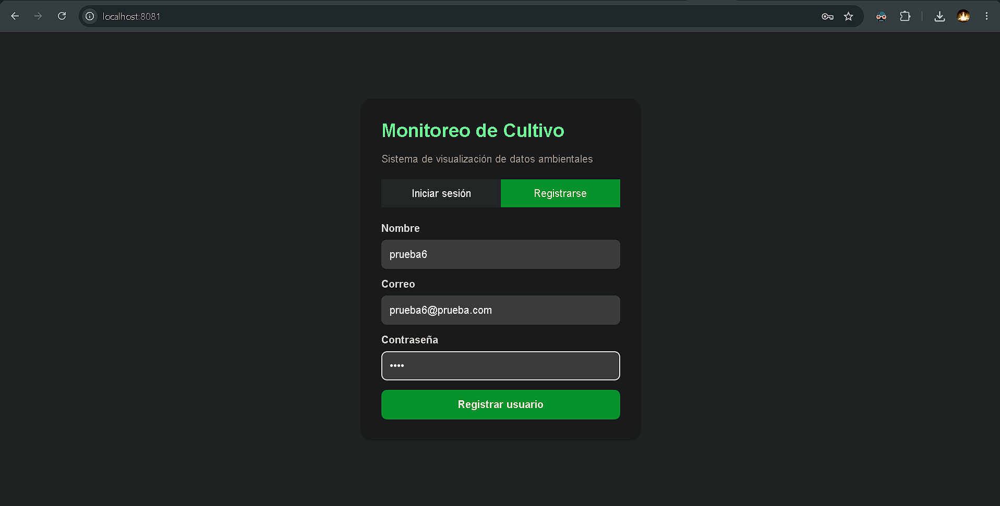 localhost:8081
Monitoreo de Cultivo
Sistema de visualización de datos ambientales
Iniciar sesión Registrarse
Nombre
prueba6
Correo
prueba6@prueba.com
Contraseña
••••
Registrar usuario